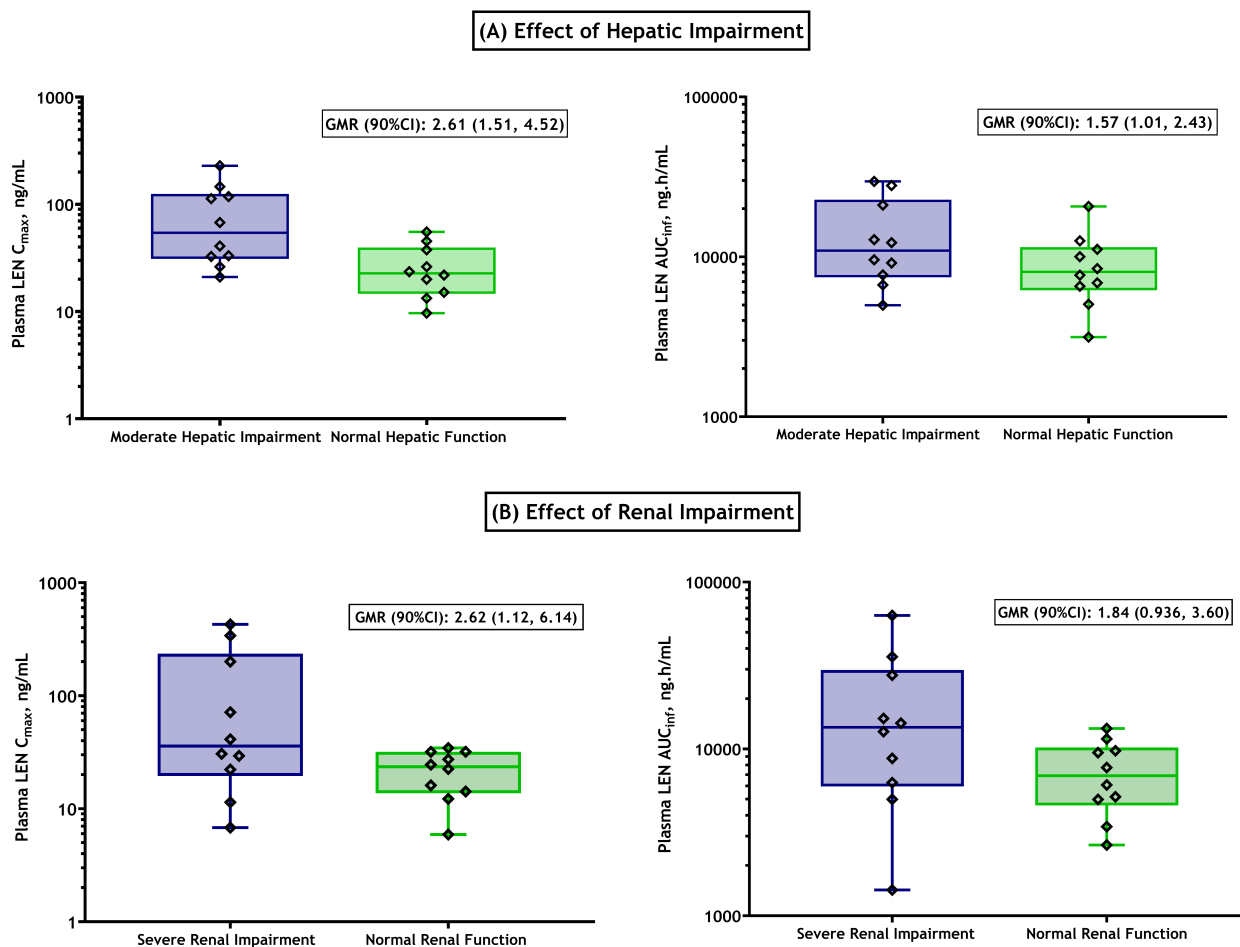 (A) Effect of Hepatic Impairment
Plasma LEN Cmax, ng/mL
1000
100
10
1
GMR (90%CI): 2.61 (1.51, 4.52)
Moderate Hepatic Impairment
Normal Hepatic Function
Plasma LEN AUCinf, ng.h/mL
100000
10000
1000
GMR (90%CI): 1.57 (1.01, 2.43)
Moderate Hepatic Impairment
Normal Hepatic Function
(B) Effect of Renal Impairment
Plasma LEN Cmax, ng/mL
1000
100
10
1
GMR (90%CI): 2.62 (1.12, 6.14)
Severe Renal Impairment
Normal Renal Function
Plasma LEN AUCinf, ng.h/mL
100000
10000
1000
GMR (90%CI): 1.84 (0.936, 3.60)
Severe Renal Impairment
Normal Renal Function